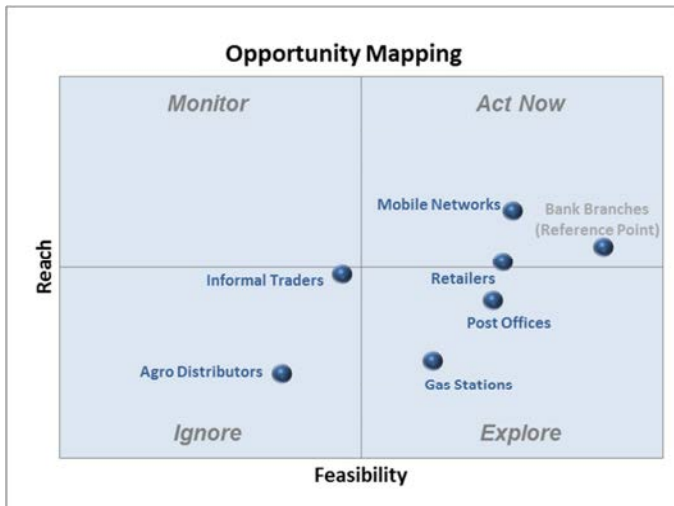 Opportunity Mapping
Monitor
Act Now
Mobile Networks
Bank Branches
(Reference Point)
Reach
Informal Traders
Retailers
Post Offices
Agro Distributors
Gas Stations
Ignore
Explore
Feasibility